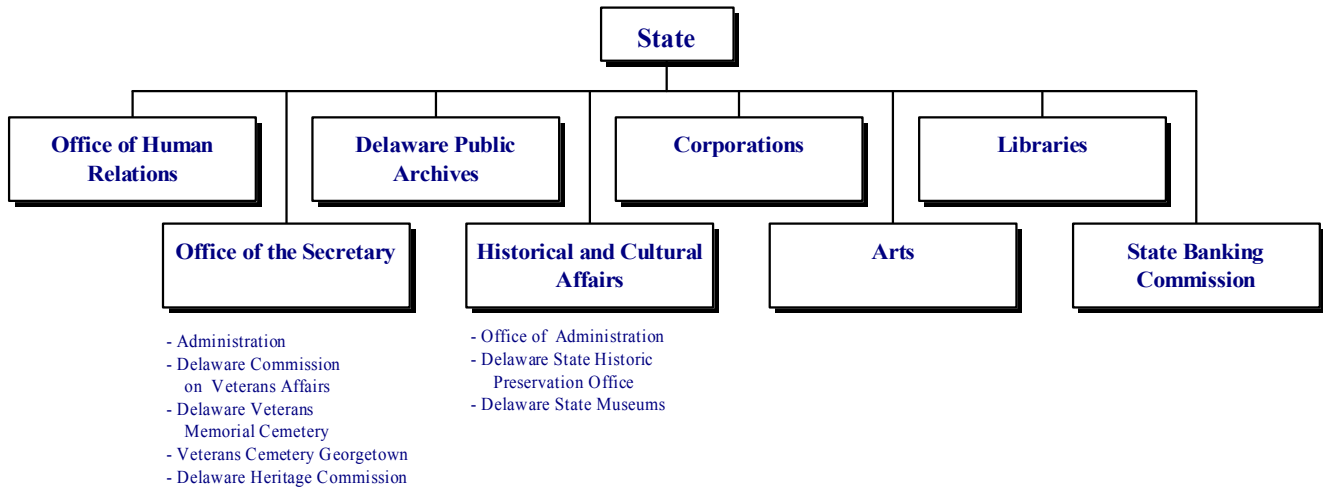 State
Office of Human
Relations
Delaware Public
Archives
Corporations
Libraries
Office of the Secretary
Historical and Cultural
Affairs
Arts
State Banking
Commission
- Administration
- Delaware Commission
on Veterans Affairs
- Delaware Veterans
Memorial Cemetery
- Veterans Cemetery Georgetown
- Delaware Heritage Commission
- Office of Administration
- Delaware State Historic
Preservation Office
- Delaware State Museums